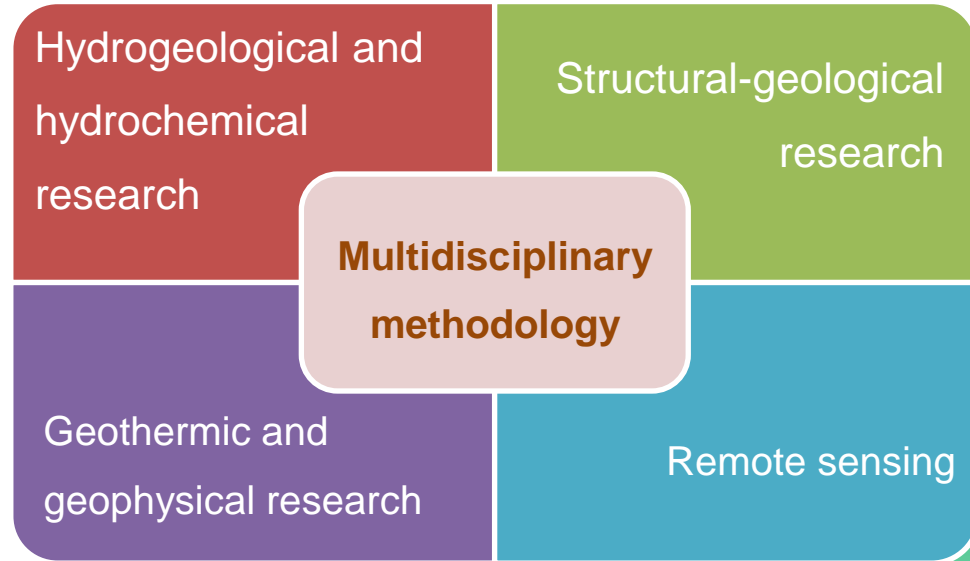 Hydrogeological and
hydrochemical
research
Structural-geological
research
Multidisciplinary
methodology
Geothermic and
geophysical research
Remote sensing